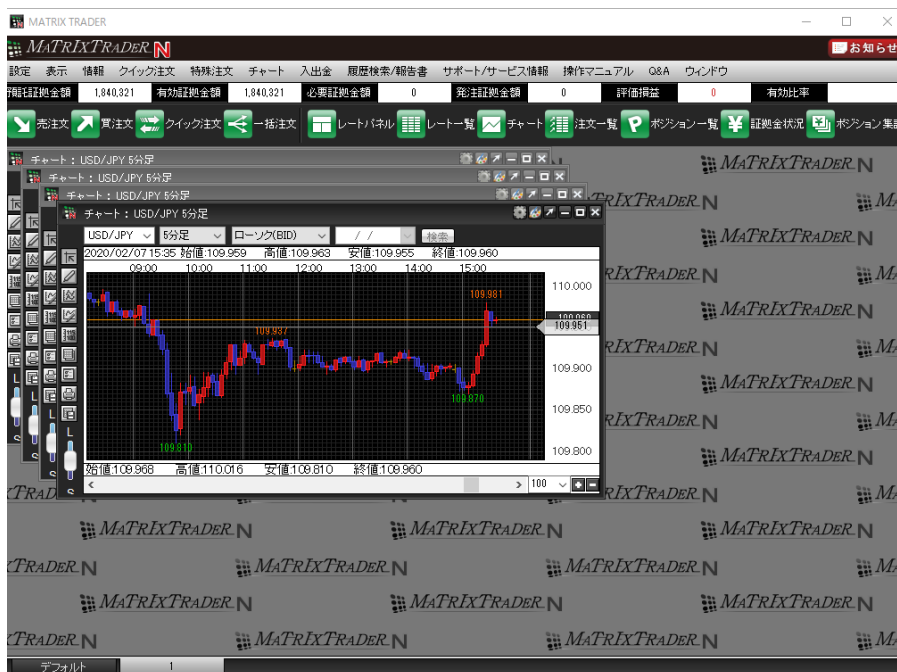 MATRIX TRADER
MATRIXTRADER N
お知らせ
設定 表示 情報 クイック注文 特殊注文 チャート 入出金 履歴検索/報告書 サポート/サービス情報 操作マニュアル Q&A ウィンドウ
預託証拠金額 1,840,321 有効証拠金額 1,840,321 必要証拠金額 0 発注証拠金額 0 評価損益 0 有効比率
売注文 買注文 クイック注文 一括注文 レートパネル レート一覧 チャート 注文一覧 ポジション一覧 証拠金状況 ポジション集計
チャート : USD/JPY 5分足
チャート : USD/JPY 5分足
チャート : USD/JPY 5分足
チャート : USD/JPY 5分足
USD/JPY 5分足 ローソク(BID) / / 検索
2020/02/07 15:35 始値:109.959 高値:109.963 安値:109.955 終値:109.960
09:00 10:00 11:00 12:00 13:00 14:00 15:00
110.000
109.981
109.951
109.937
109.900
109.870
109.850
109.810
109.800
始値:109.968 高値:110.016 安値:109.810 終値:109.960
100
L
S
MATRIXTRADER N
デフォルト 1